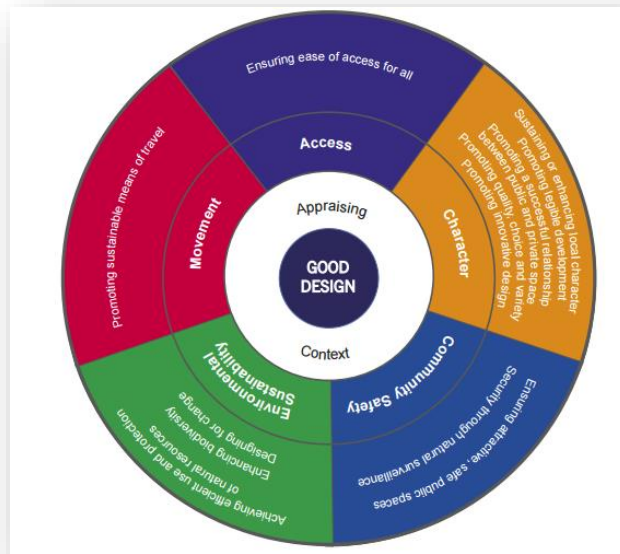 Ensuring ease of access for all
Access
Sustaining or enhancing local character
Promoting legible development
Promoting a successful relationship
between public and private space
Promoting quality, choice and variety
Promoting innovative design
Character
Community Safety
Security through natural surveillance
Ensuring attractive, safe public spaces
Environmental
Sustainability
Designing for change
Enhancing biodiversity
Achieving efficient use and protection
of natural resources
Movement
Promoting sustainable means of travel
Appraising
GOOD
DESIGN
Context